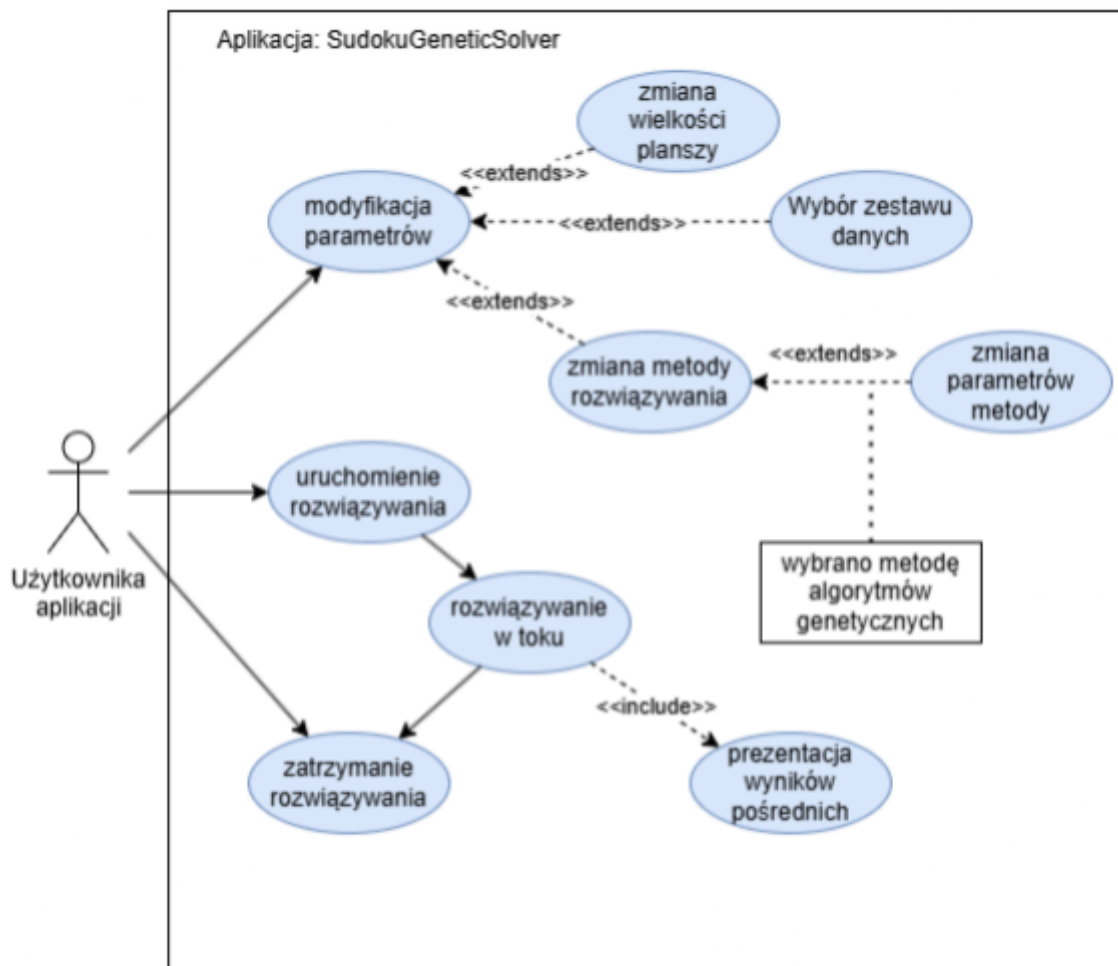 Aplikacja: SudokuGeneticSolver
zmiana
wielkości
planszy
<<extends>>
modyfikacja
parametrów
<<extends>>
Wybór zestawu
danych
<<extends>>
zmiana metody
rozwiązywania
<<extends>>
zmiana
parametrów
metody
uruchomienie
rozwiązywania
Użytkownika
aplikacji
wybrano metodę
algorytmów
genetycznych
rozwiązywanie
w toku
<<include>>
zatrzymanie
rozwiązywania
prezentacja
wyników
pośrednich